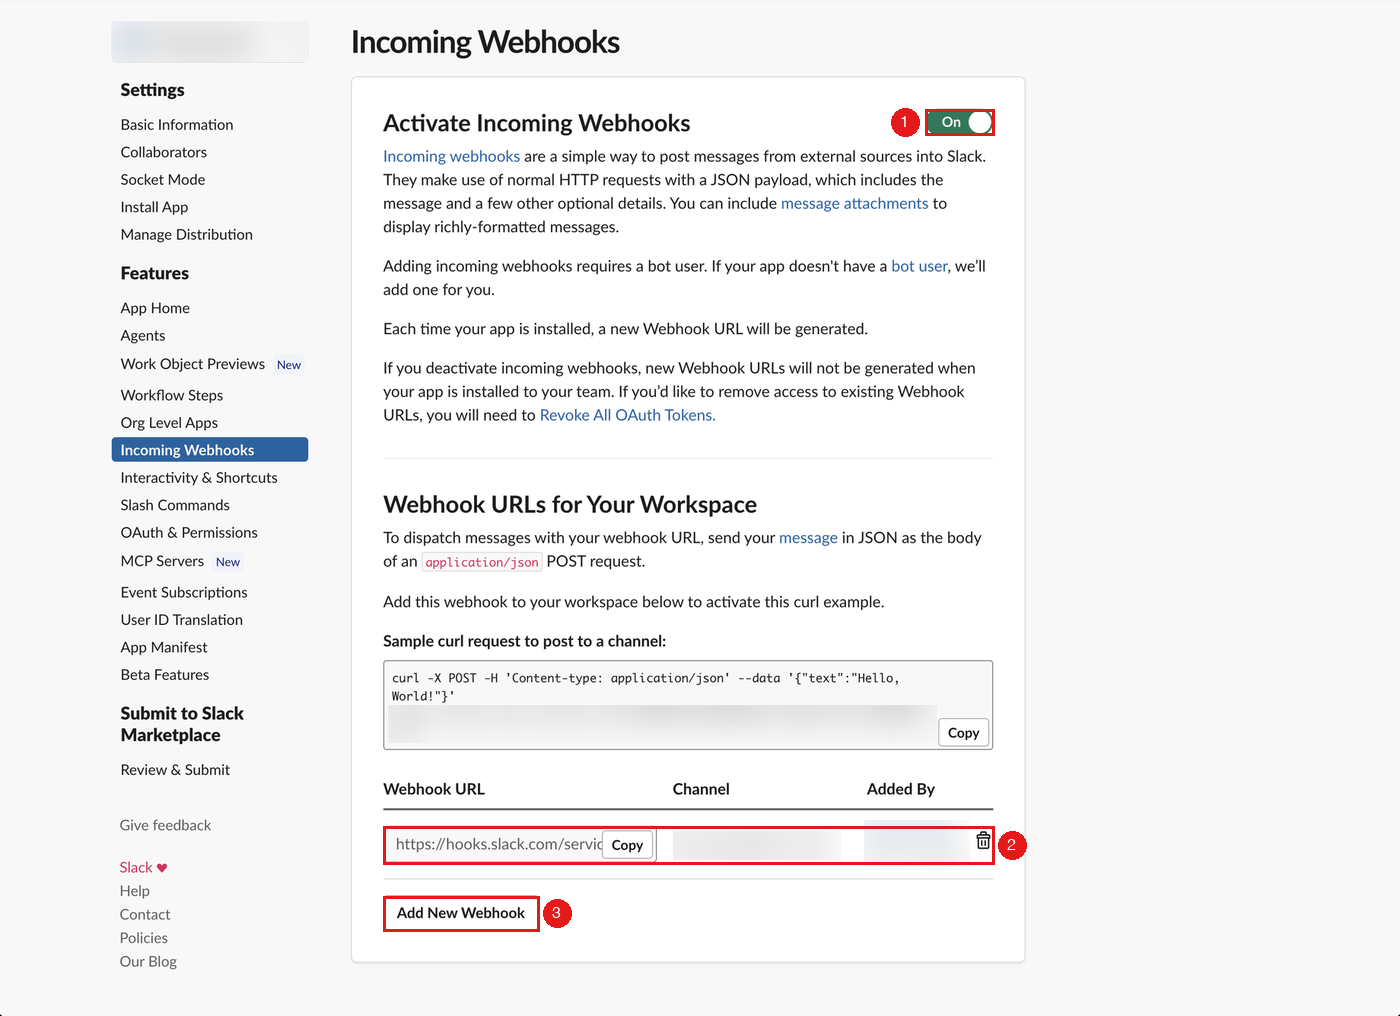 Incoming Webhooks
Settings
Basic Information
Collaborators
Socket Mode
Install App
Manage Distribution
Features
App Home
Agents
Work Object Previews New
Workflow Steps
Org Level Apps
Incoming Webhooks
Interactivity & Shortcuts
Slash Commands
OAuth & Permissions
MCP Servers New
Event Subscriptions
User ID Translation
App Manifest
Beta Features
Submit to Slack
Marketplace
Review & Submit
Give feedback
Slack ♥
Help
Contact
Policies
Our Blog
Activate Incoming Webhooks
1 On
Incoming webhooks are a simple way to post messages from external sources into Slack.
They make use of normal HTTP requests with a JSON payload, which includes the
message and a few other optional details. You can include message attachments to
display richly-formatted messages.
Adding incoming webhooks requires a bot user. If your app doesn't have a bot user, we'll
add one for you.
Each time your app is installed, a new Webhook URL will be generated.
If you deactivate incoming webhooks, new Webhook URLs will not be generated when
your app is installed to your team. If you'd like to remove access to existing Webhook
URLs, you will need to Revoke All OAuth Tokens.
Webhook URLs for Your Workspace
To dispatch messages with your webhook URL, send your message in JSON as the body
of an application/json POST request.
Add this webhook to your workspace below to activate this curl example.
Sample curl request to post to a channel:
curl -X POST -H 'Content-type: application/json' --data '{"text":"Hello,
World!"}'
Copy
Webhook URL Channel Added By
https://hooks.slack.com/servic Copy 2
Add New Webhook 3